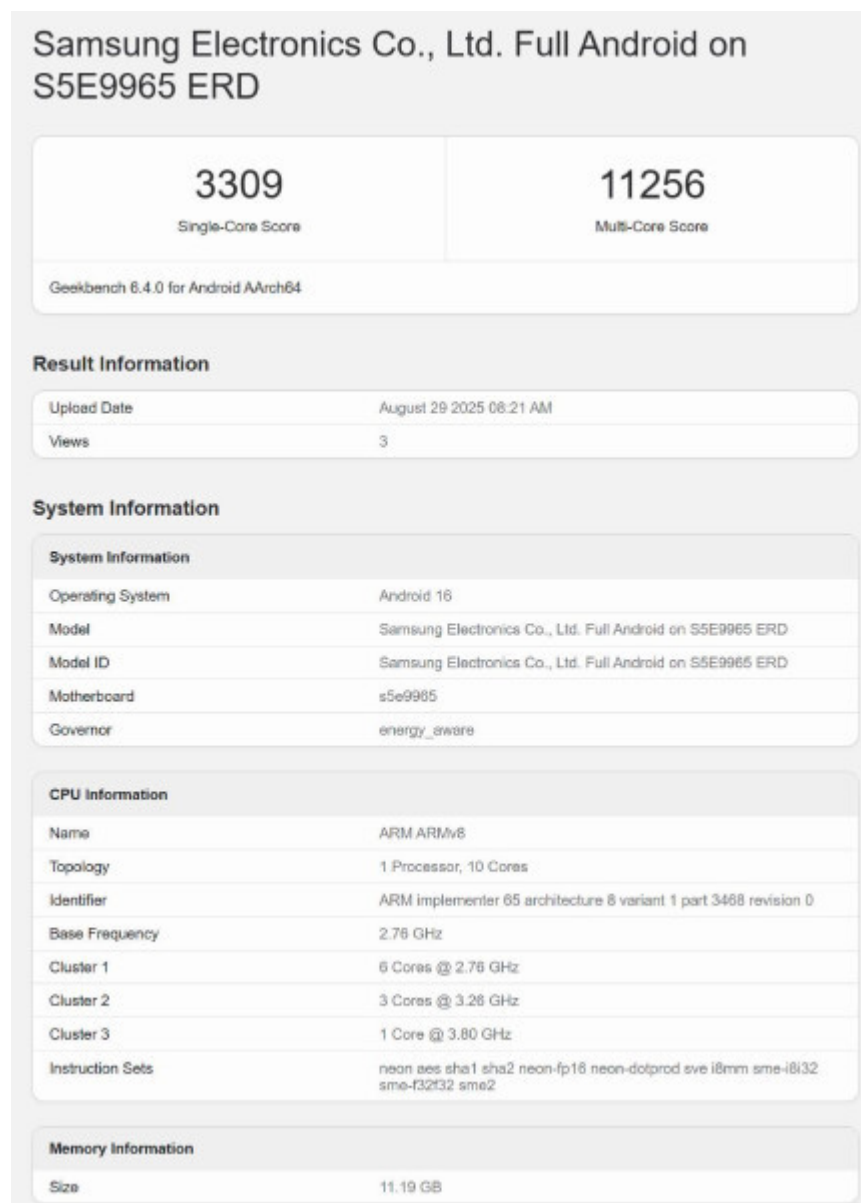 Samsung Electronics Co., Ltd. Full Android on
S5E9965 ERD
3309
11256
Single-Core Score
Multi-Core Score
Geekbench 6.4.0 for Android AArch64
Result Information
Upload Date August 29 2025 08:21 AM
Views 3
System Information
System Information
Operating System Android 16
Model Samsung Electronics Co., Ltd. Full Android on S5E9965 ERD
Model ID Samsung Electronics Co., Ltd. Full Android on S5E9965 ERD
Motherboard s5e9965
Governor energy_aware
CPU Information
Name ARM ARMv8
Topology 1 Processor, 10 Cores
Identifier ARM implementer 65 architecture 8 variant 1 part 3468 revision 0
Base Frequency 2.76 GHz
Cluster 1 6 Cores @ 2.76 GHz
Cluster 2 3 Cores @ 3.26 GHz
Cluster 3 1 Core @ 3.80 GHz
Instruction Sets neon aes sha1 sha2 neon-fp16 neon-dotprod sve i8mm sme-i8i32
sme-f32f32 sme2
Memory Information
Size 11.19 GB